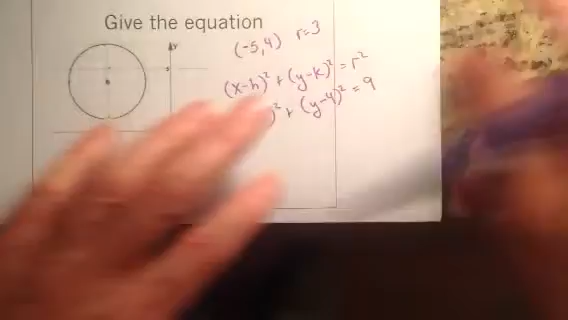 Give the equation
(-5,4) r=3
(x-h)² + (y-k)² = r²
)² + (y-4)² = 9
y